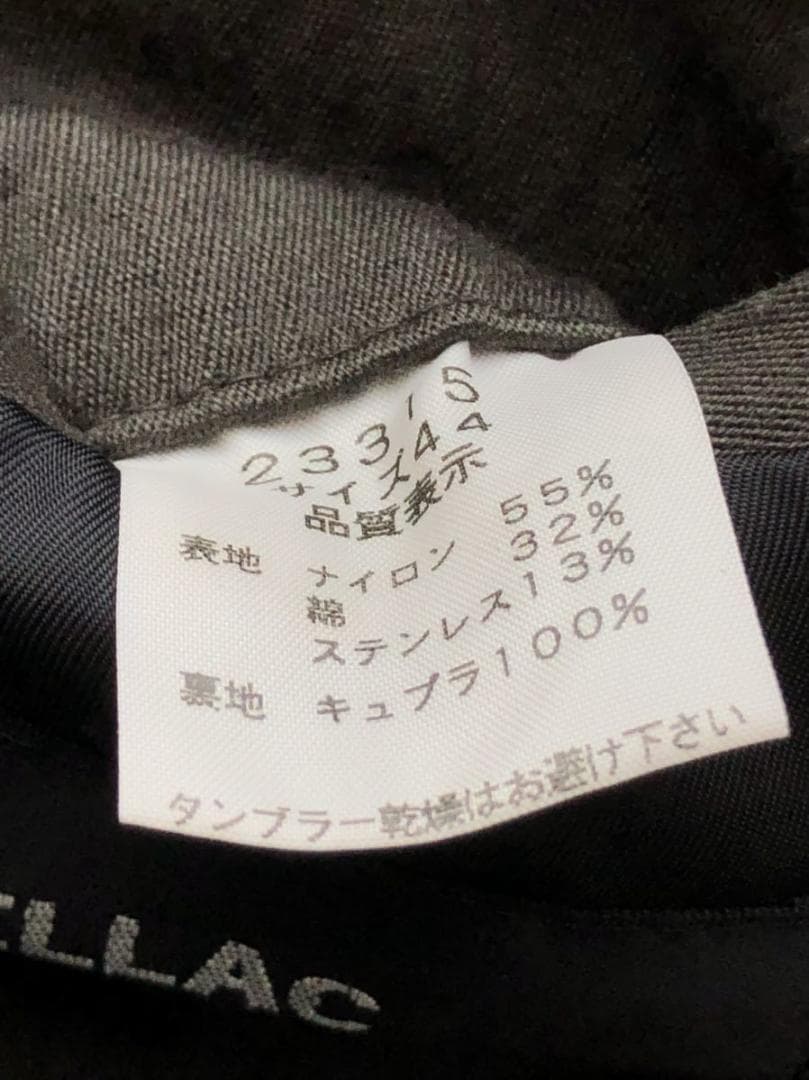 23315
サイズ44
品質表示
表地 ナイロン 55%
綿 32%
ステンレス13%
裏地 キュプラ100%
タンブラー乾燥はお避け下さい
ELLAC